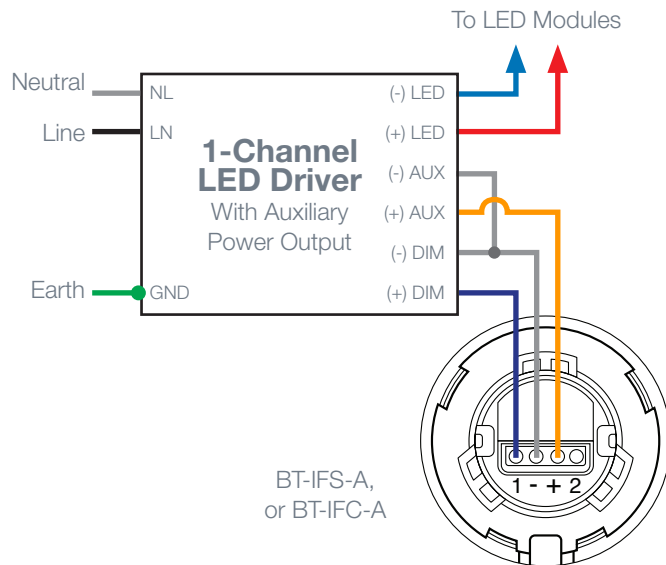 To LED Modules
Neutral
NL
(-) LED
Line
LN
(+) LED
1-Channel
LED Driver
With Auxiliary
Power Output
(-) AUX
(+) AUX
(-) DIM
Earth
GND
(+) DIM
BT-IFS-A,
or BT-IFC-A
1 - + 2